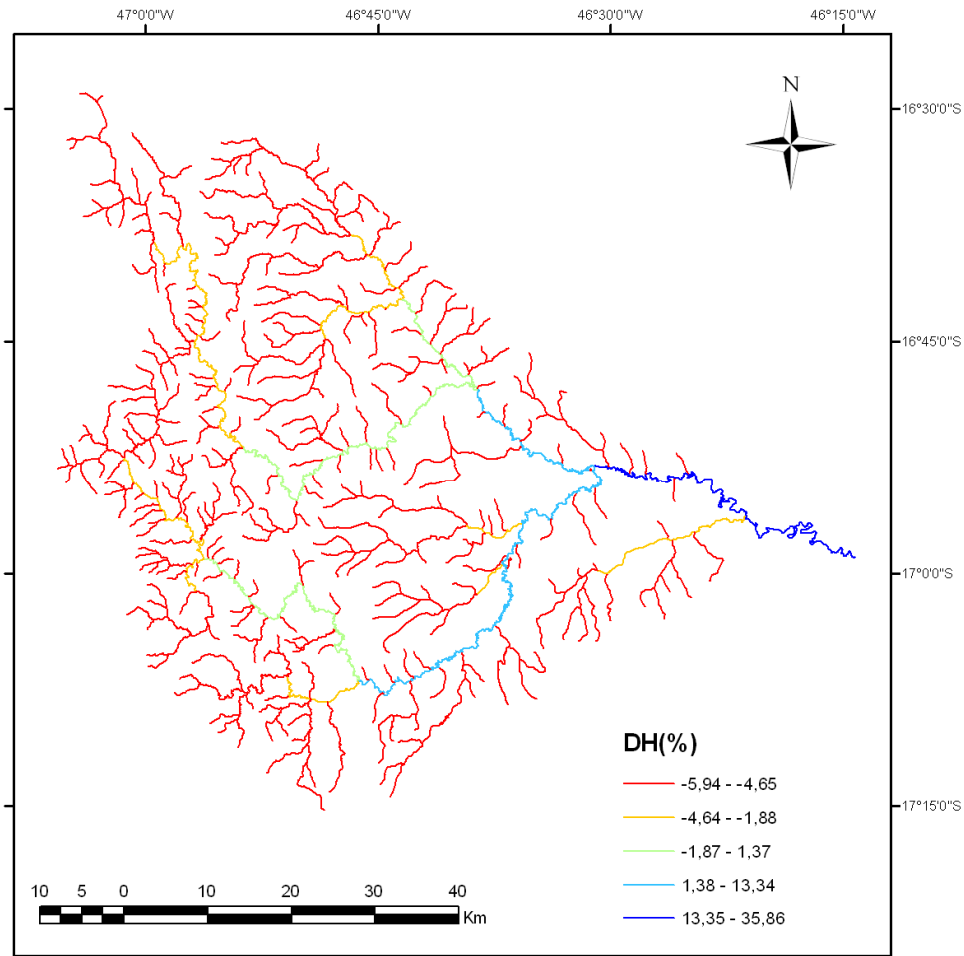 47°0'0"W 46°45'0"W 46°30'0"W 46°15'0"W
N
16°30'0"S
16°45'0"S
17°0'0"S
17°15'0"S
DH(%)
-5,94 - -4,65
-4,64 - -1,88
-1,87 - 1,37
1,38 - 13,34
13,35 - 35,86
10 5 0 10 20 30 40
Km